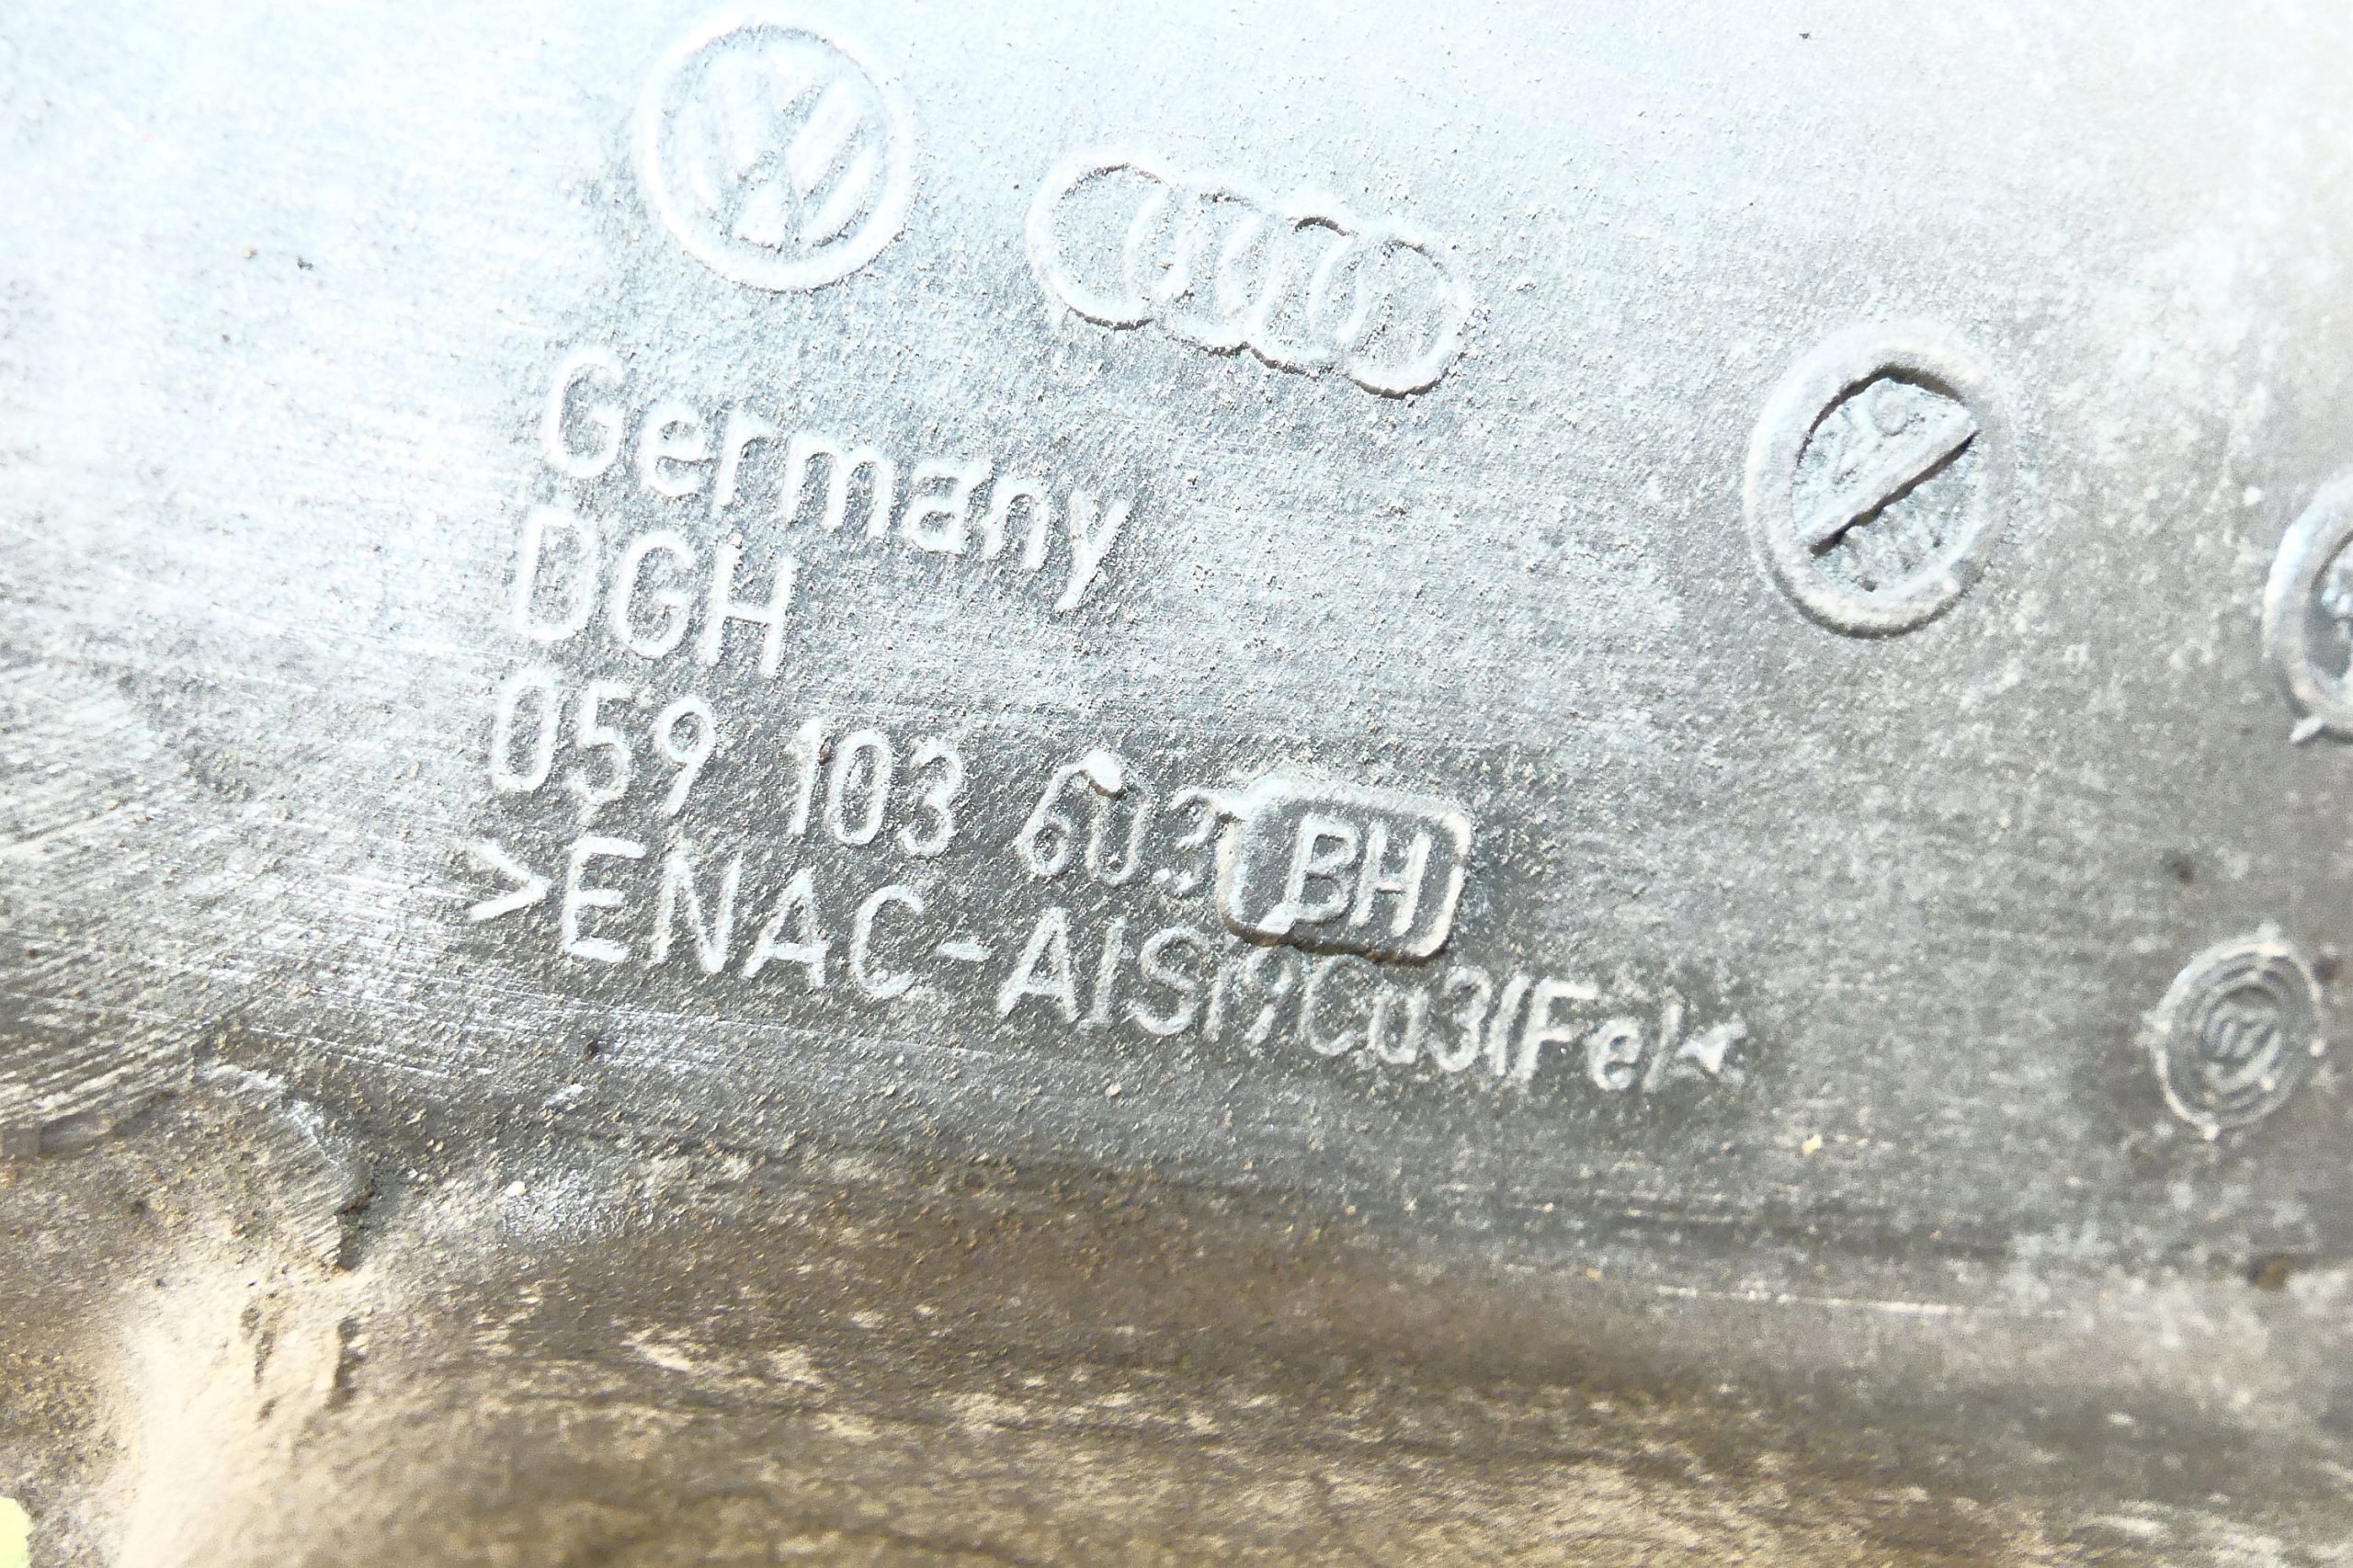 Germany
DGH
059 103 603 BH
>ENAC-AlSi9Cu3(Fe)<